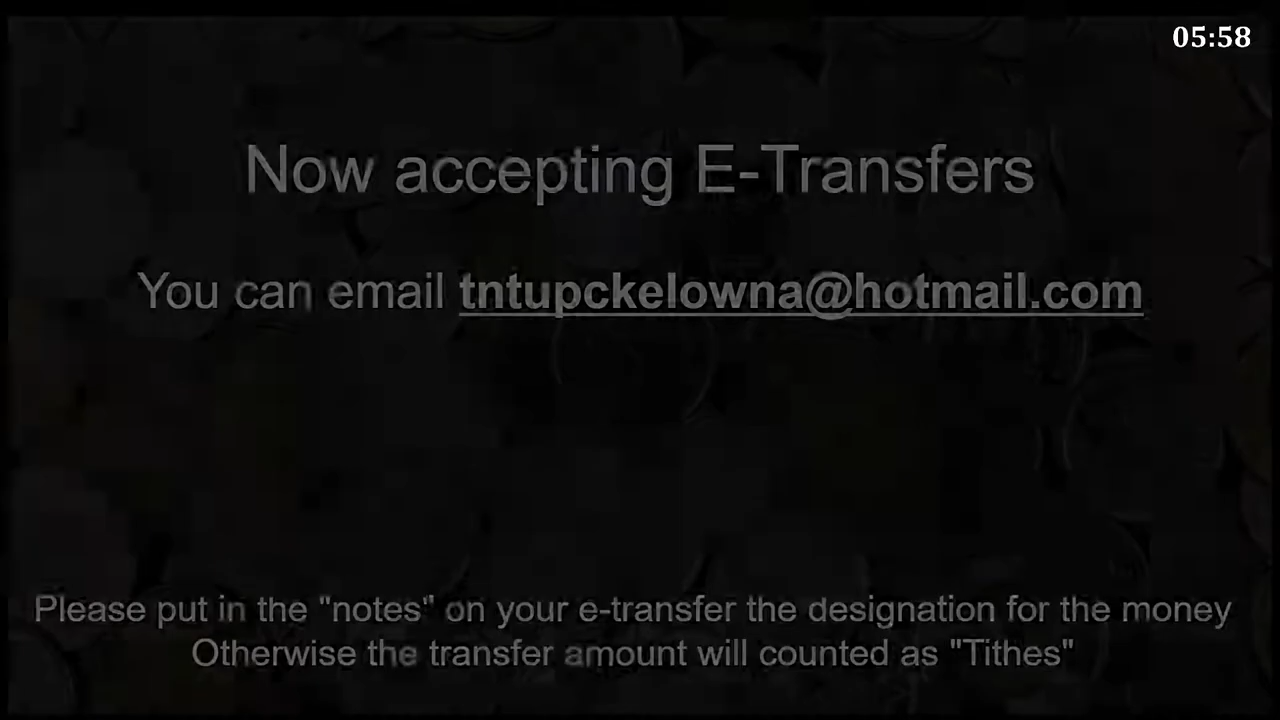 05:58
Now accepting E-Transfers
You can email tntupckelowna@hotmail.com
Please put in the "notes" on your e-transfer the designation for the money
Otherwise the transfer amount will counted as "Tithes"